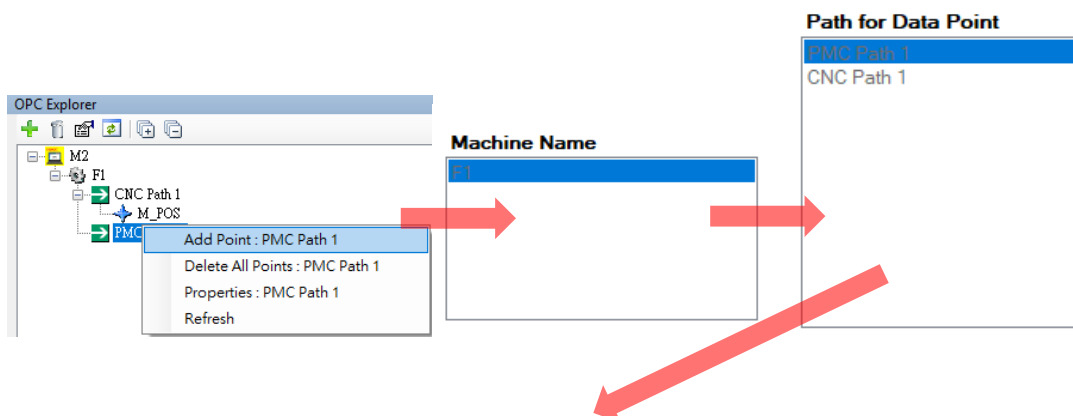 OPC Explorer
M2
F1
CNC Path 1
M_POS
PMC
Add Point : PMC Path 1
Delete All Points : PMC Path 1
Properties : PMC Path 1
Refresh
Machine Name
F1
Path for Data Point
PMC Path 1
CNC Path 1